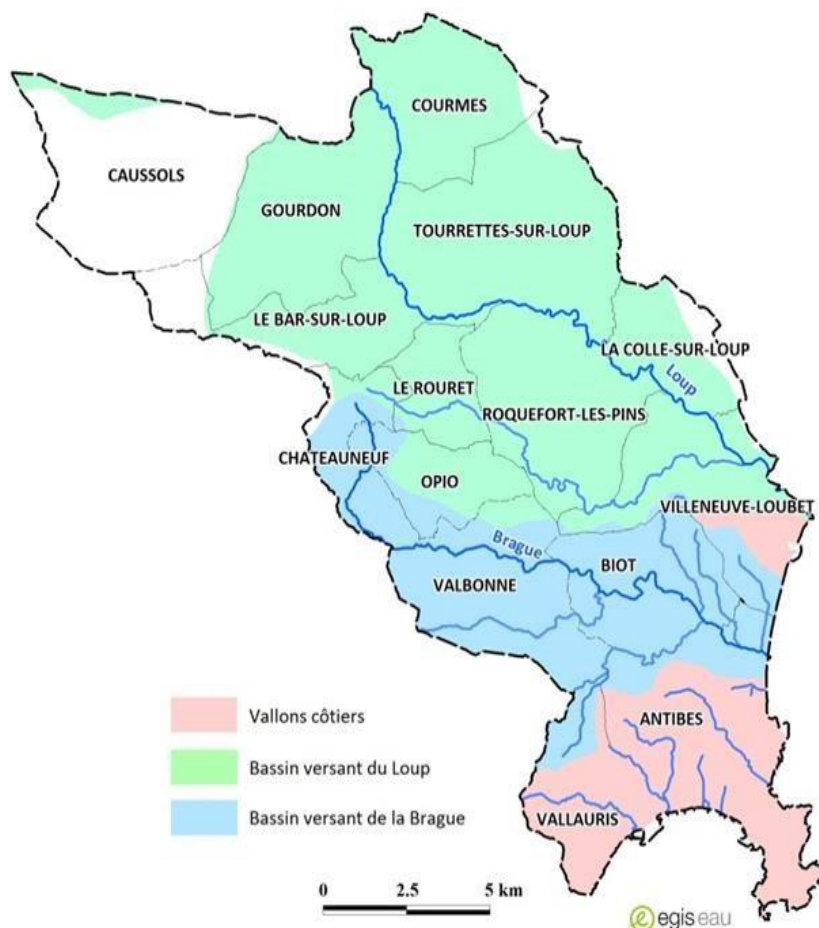 COURMES
CAUSSOLS
GOURDON
TOURRETTES-SUR-LOUP
LE BAR-SUR-LOUP
LA COLLE-SUR-LOUP
Loup
LE ROURET
ROQUEFORT-LES-PINS
CHATEAUNEUF
OPIO
VILLENEUVE-LOUBET
Brague
BIOT
VALBONNE
Vallons côtiers
ANTIBES
Bassin versant du Loup
Bassin versant de la Brague
VALLAURIS
0 2.5 5 km
egis eau